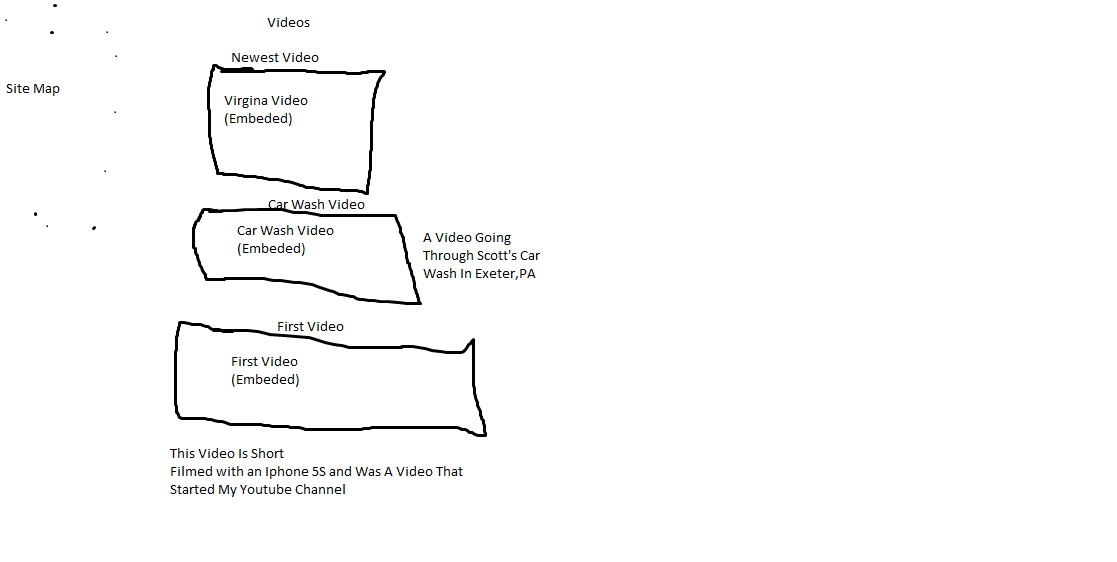 Videos
Newest Video
Site Map
Virgina Video
(Embeded)
Car Wash Video
Car Wash Video
(Embeded)
A Video Going
Through Scott's Car
Wash In Exeter,PA
First Video
First Video
(Embeded)
This Video Is Short
Filmed with an Iphone 5S and Was A Video That
Started My Youtube Channel